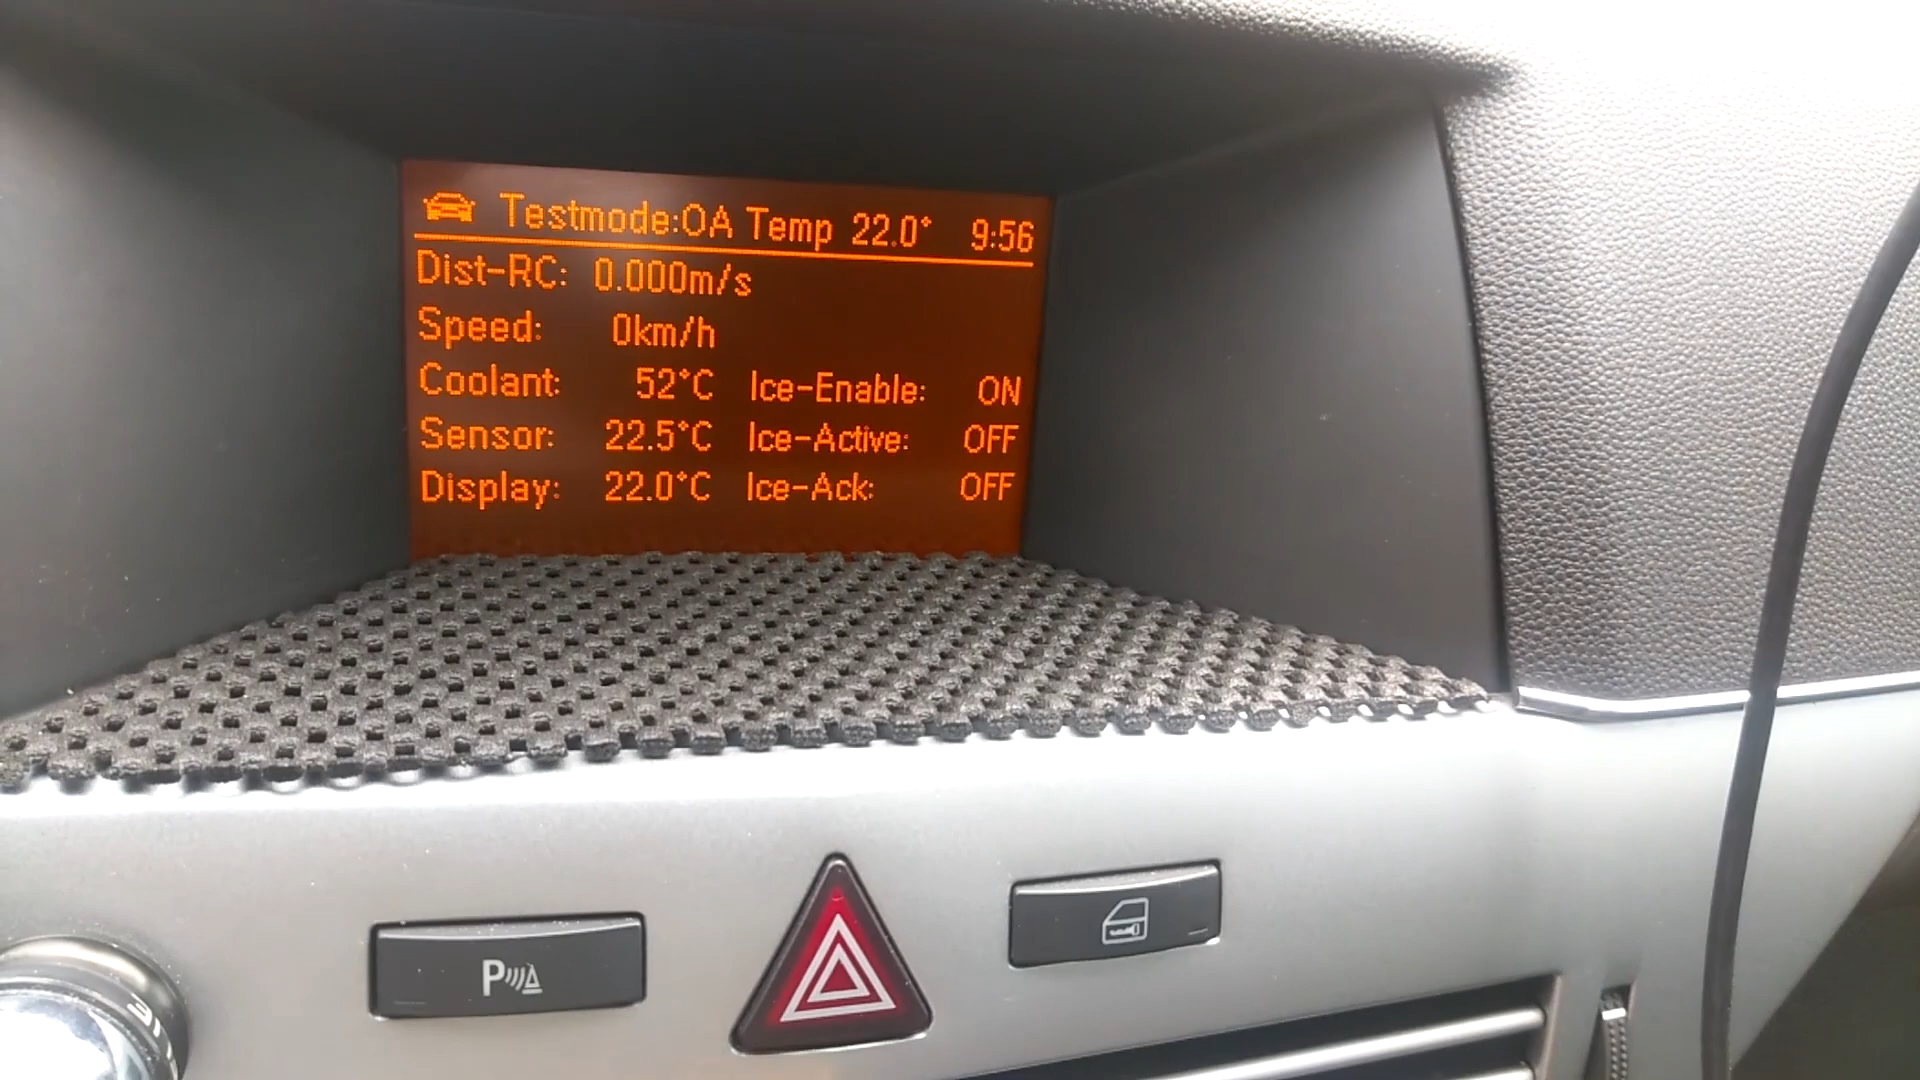 Testmode:OA Temp 22.0° 9:56
Dist-RC: 0.000m/s
Speed: 0km/h
Coolant: 52°C Ice-Enable: ON
Sensor: 22.5°C Ice-Active: OFF
Display: 22.0°C Ice-Ack: OFF
P